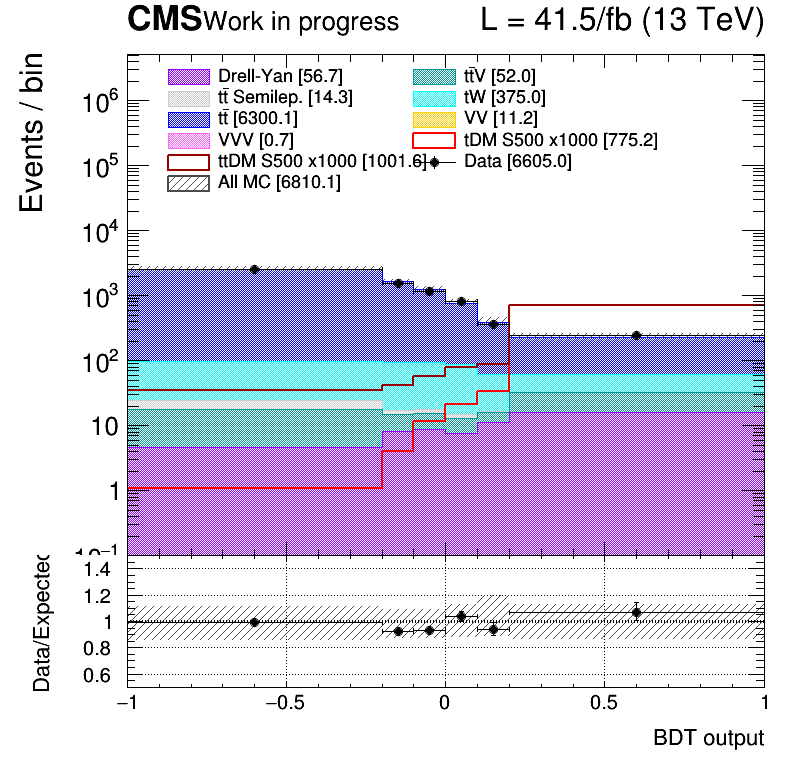 CMS Work in progress L = 41.5/fb (13 TeV)
Events / bin
Drell-Yan [56.7] tt̄V [52.0]
tt̄ Semilep. [14.3] tW [375.0]
tt̄ [6300.1] VV [11.2]
VVV [0.7] tDM S500 x1000 [775.2]
ttDM S500 x1000 [1001.6] Data [6605.0]
All MC [6810.1]
10⁶
10⁵
10⁴
10³
10²
10
1
10⁻¹
Data/Expected
1.4
1.2
1
0.8
0.6
−1 −0.5 0 0.5 1
BDT output